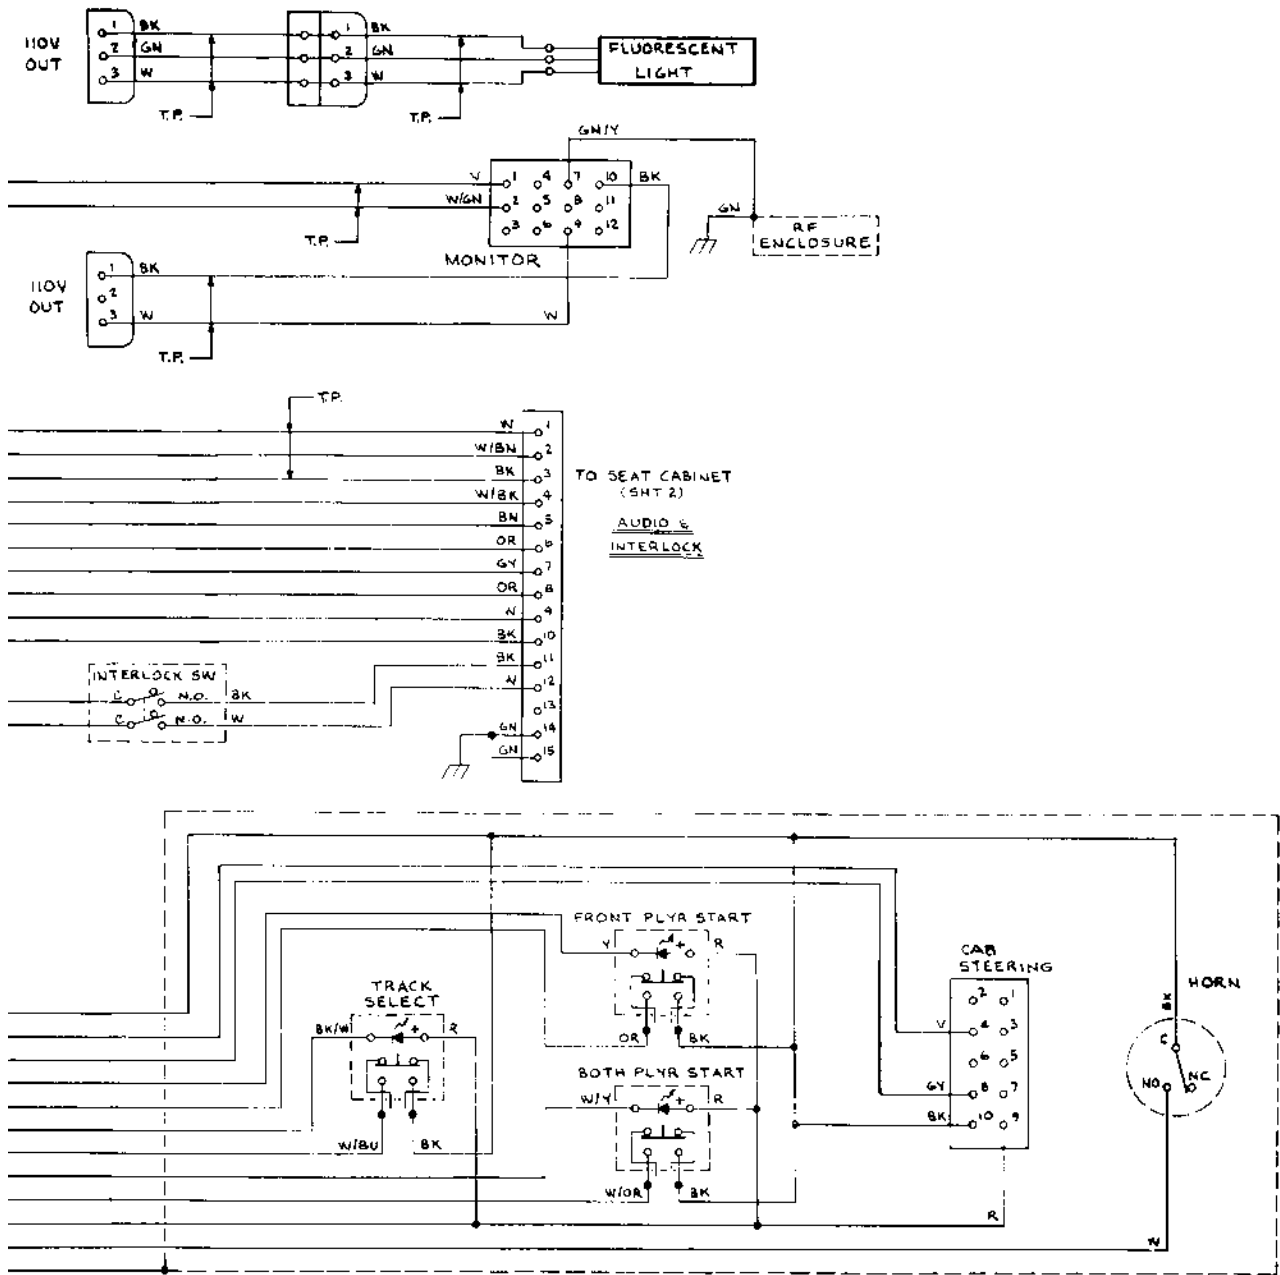 110V
OUT
1 BK
2 GN
3 W
T.P.
1 BK
2 GN
3 W
T.P.
FLUORESCENT
LIGHT
GN/Y
V
W/GN
T.P.
1 4 7 10
2 5 8 11
3 6 9 12
BK
MONITOR
GN
RF
ENCLOSURE
110V
OUT
1 BK
2
3 W
W
T.P.
T.P.
W 1
W/BN 2
BK 3
W/BK 4
BN 5
OR 6
GY 7
OR 8
9
BK 10
BK 11
12
13
GN 14
GN 15
TO SEAT CABINET
(SHT 2)
AUDIO &
INTERLOCK
INTERLOCK SW
C N.O. BK
C N.O. W
FRONT PLYR START
Y + R
OR BK
TRACK
SELECT
BK/W + R
W/BU BK
BOTH PLYR START
W/Y + R
W/OR BK
CAB
STEERING
2 1
V 4 3
6 5
GY 8 7
BK 10 9
R
HORN
BK
C
NO NC